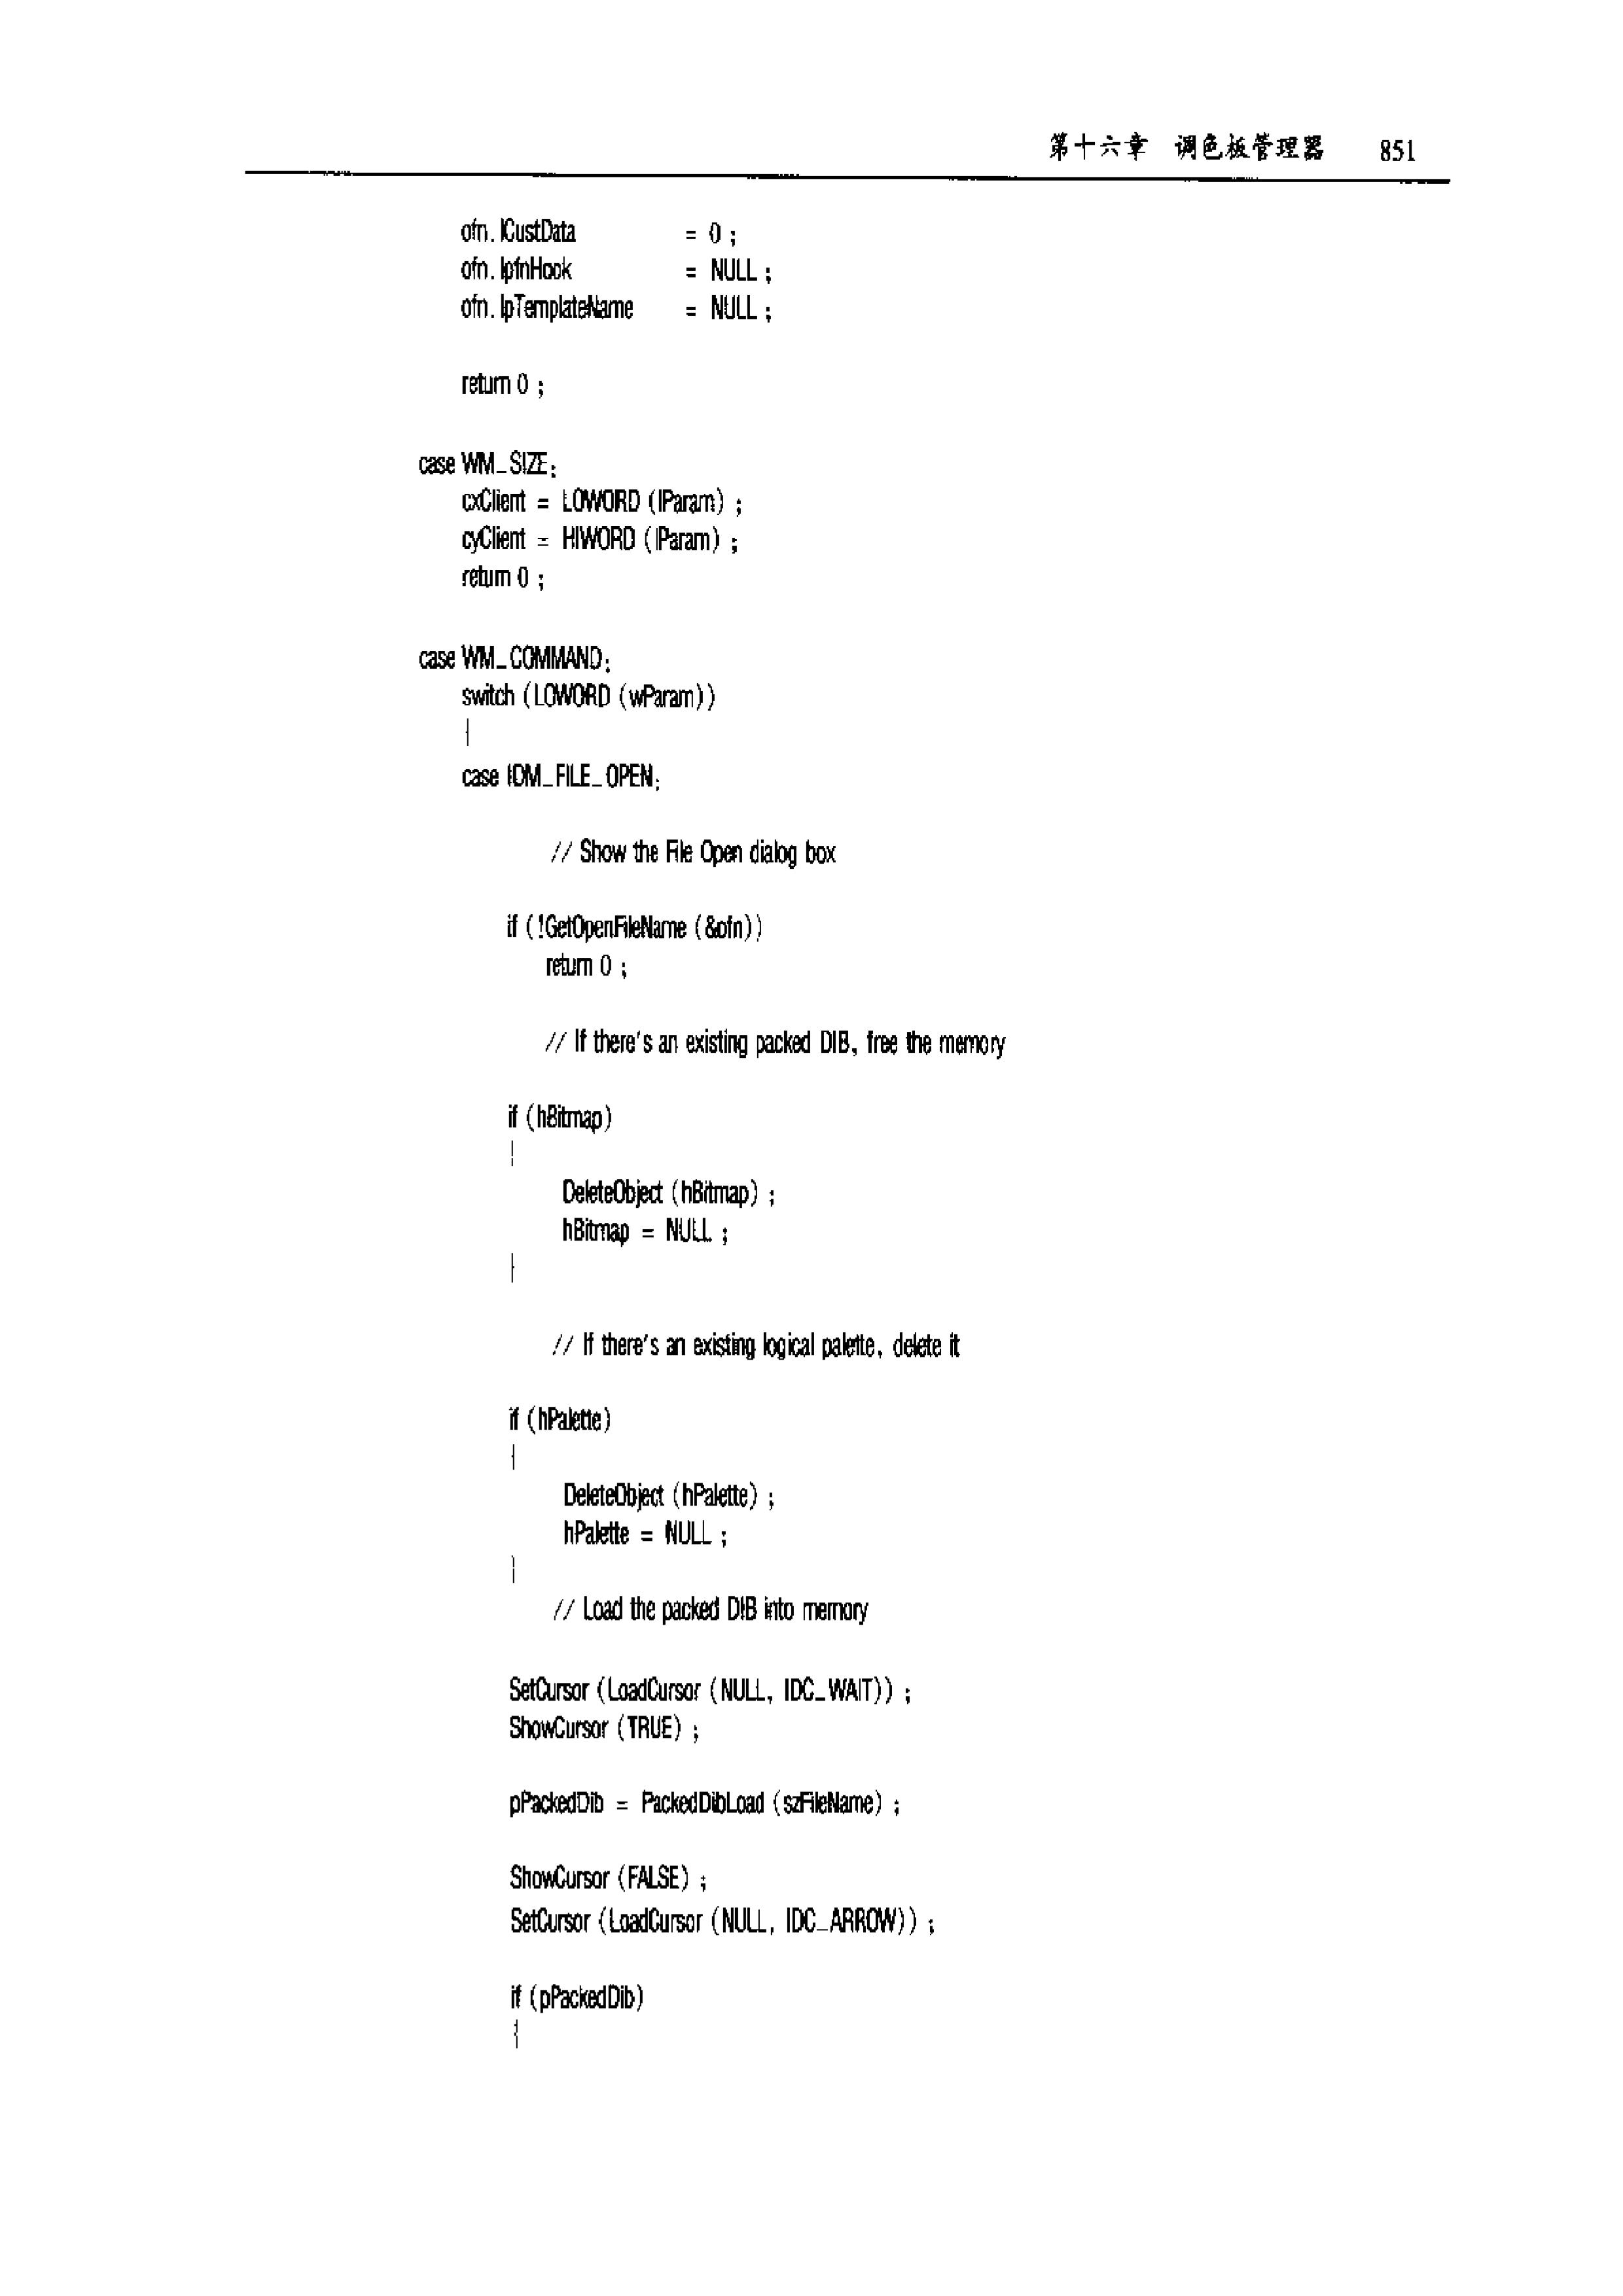 第十六章 调色板管理器 851
ofn.lCustData = 0 ;
ofn.lpfnHook = NULL ;
ofn.lpTemplateName = NULL ;
return 0 ;
case WM_SIZE:
cxClient = LOWORD (lParam) ;
cyClient = HIWORD (lParam) ;
return 0 ;
case WM_COMMAND:
switch (LOWORD (wParam))
{
case IDM_FILE_OPEN:
// Show the File Open dialog box
if (!GetOpenFileName (&ofn))
return 0 ;
// If there's an existing packed DIB, free the memory
if (hBitmap)
{
DeleteObject (hBitmap) ;
hBitmap = NULL ;
}
// If there's an existing logical palette, delete it
if (hPalette)
{
DeleteObject (hPalette) ;
hPalette = NULL ;
}
// Load the packed DIB into memory
SetCursor (LoadCursor (NULL, IDC_WAIT)) ;
ShowCursor (TRUE) ;
pPackedDib = PackedDibLoad (szFileName) ;
ShowCursor (FALSE) ;
SetCursor (LoadCursor (NULL, IDC_ARROW)) ;
if (pPackedDib)
{